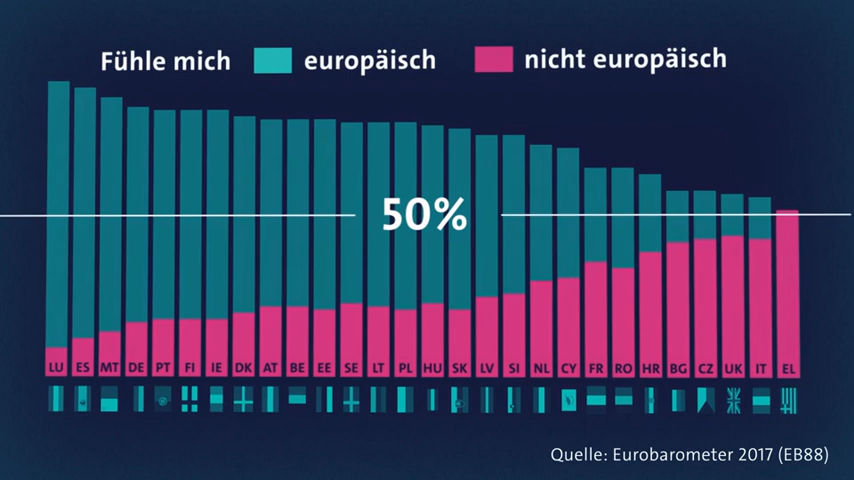 Fühle mich europäisch nicht europäisch
50%
LU ES MT DE PT FI IE DK AT BE EE SE LT PL HU SK LV SI NL CY FR RO HR BG CZ UK IT EL
Quelle: Eurobarometer 2017 (EB88)